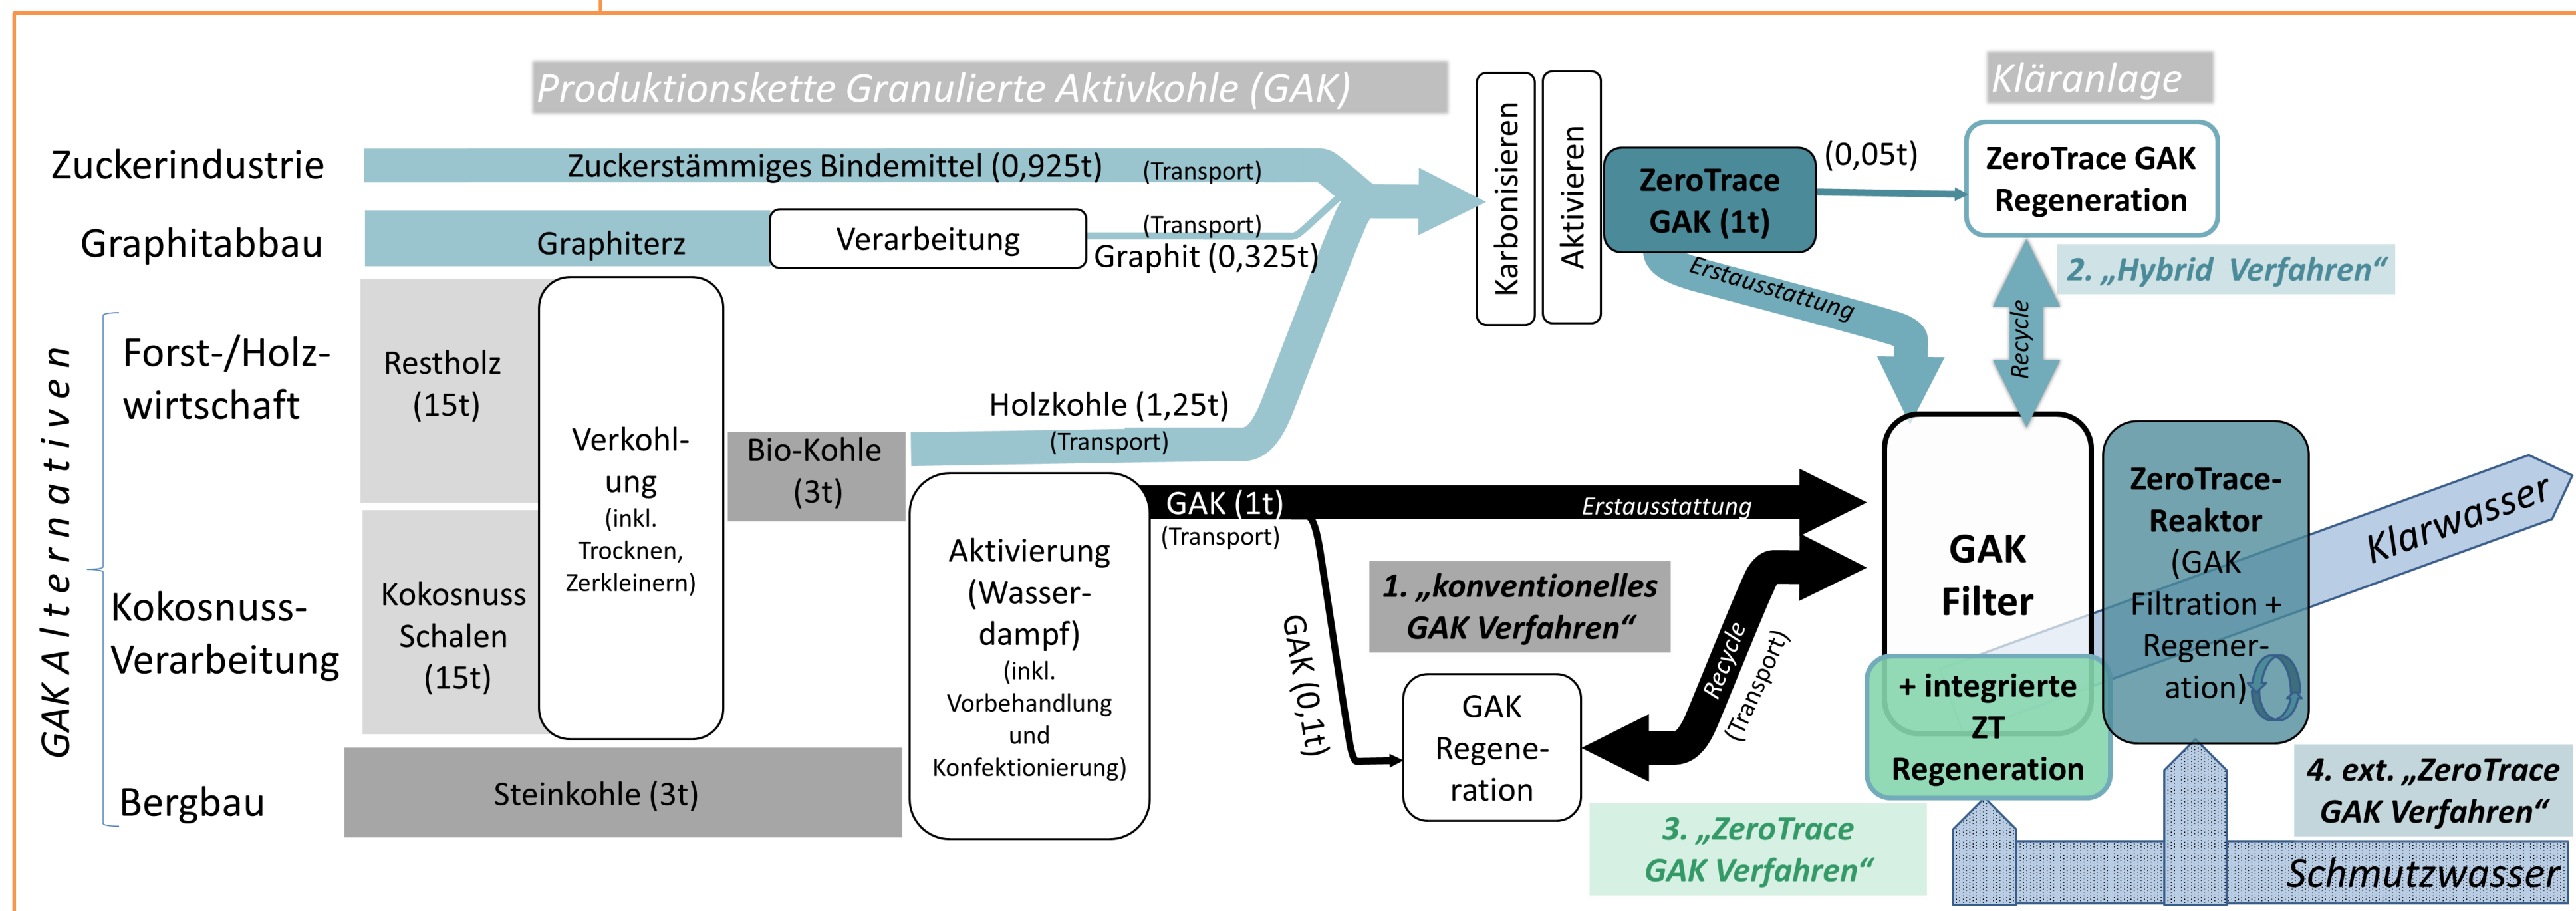 Produktionskette Granulierte Aktivkohle (GAK)
Kläranlage
Zuckerindustrie
Zuckerstämmiges Bindemittel (0,925t)
(Transport)
Graphitabbau
Graphiterz
Verarbeitung
(Transport)
Graphit (0,325t)
Karbonisieren
Aktivieren
ZeroTrace
GAK (1t)
(0,05t)
ZeroTrace GAK
Regeneration
Erstausstattung
Recycle
2. „Hybrid  Verfahren“
GAK Alternativen
Forst-/Holz-
wirtschaft
Restholz
(15t)
Kokosnuss-
Verarbeitung
Kokosnuss
Schalen
(15t)
Bergbau
Steinkohle (3t)
Verkohl-
ung
(inkl.
Trocknen,
Zerkleinern)
Bio-Kohle
(3t)
Holzkohle (1,25t)
(Transport)
Aktivierung
(Wasser-
dampf)
(inkl.
Vorbehandlung
und
Konfektionierung)
GAK (1t)
(Transport)
Erstausstattung
GAK (0,1t)
1. „konventionelles
GAK Verfahren“
GAK
Regene-
ration
Recycle
(Transport)
GAK
Filter
+ integrierte
ZT
Regeneration
3. „ZeroTrace
GAK Verfahren“
ZeroTrace-
Reaktor
(GAK
Filtration +
Regener-
ation)
Klarwasser
4. ext. „ZeroTrace
GAK Verfahren“
Schmutzwasser